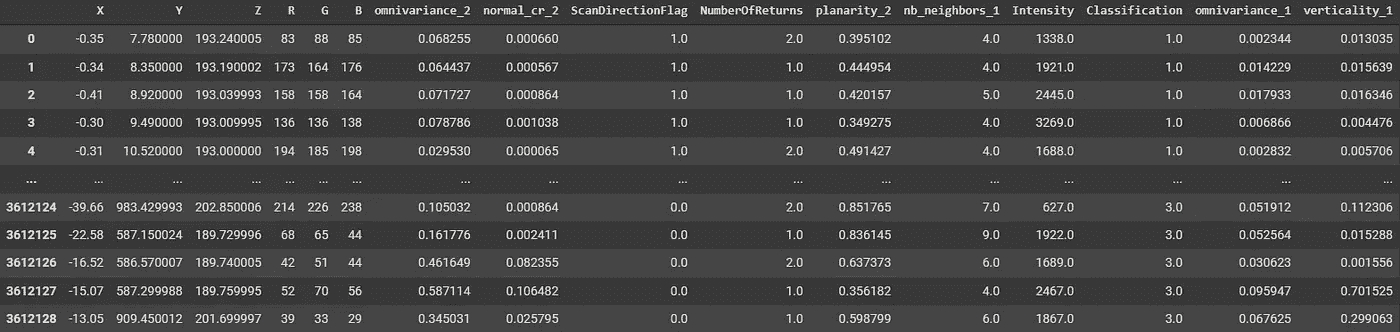 X Y Z R G B omnivariance_2 normal_cr_2 ScanDirectionFlag NumberOfReturns planarity_2 nb_neighbors_1 Intensity Classification omnivariance_1 verticality_1
0 -0.35 7.780000 193.240005 83 88 85 0.068255 0.000660 1.0 2.0 0.395102 4.0 1338.0 1.0 0.002344 0.013035
1 -0.34 8.350000 193.190002 173 164 176 0.064437 0.000567 1.0 1.0 0.444954 4.0 1921.0 1.0 0.014229 0.015639
2 -0.41 8.920000 193.039993 158 158 164 0.071727 0.000864 1.0 1.0 0.420157 5.0 2445.0 1.0 0.017933 0.016346
3 -0.30 9.490000 193.009995 136 136 138 0.078786 0.001038 1.0 1.0 0.349275 4.0 3269.0 1.0 0.006866 0.004476
4 -0.31 10.520000 193.000000 194 185 198 0.029530 0.000065 1.0 2.0 0.491427 4.0 1688.0 1.0 0.002832 0.005706
... ... ... ... ... ... ... ... ... ... ... ... ... ... ... ... ...
3612124 -39.66 983.429993 202.850006 214 226 238 0.105032 0.000864 0.0 2.0 0.851765 7.0 627.0 3.0 0.051912 0.112306
3612125 -22.58 587.150024 189.729996 68 65 44 0.161776 0.002411 0.0 1.0 0.836145 9.0 1922.0 3.0 0.052564 0.015288
3612126 -16.52 586.570007 189.740005 42 51 44 0.461649 0.082355 0.0 2.0 0.637373 6.0 1689.0 3.0 0.030623 0.001556
3612127 -15.07 587.299988 189.759995 52 70 56 0.587114 0.106482 0.0 1.0 0.356182 4.0 2467.0 3.0 0.095947 0.701525
3612128 -13.05 909.450012 201.699997 39 33 29 0.345031 0.025795 0.0 1.0 0.598799 6.0 1867.0 3.0 0.067625 0.299063